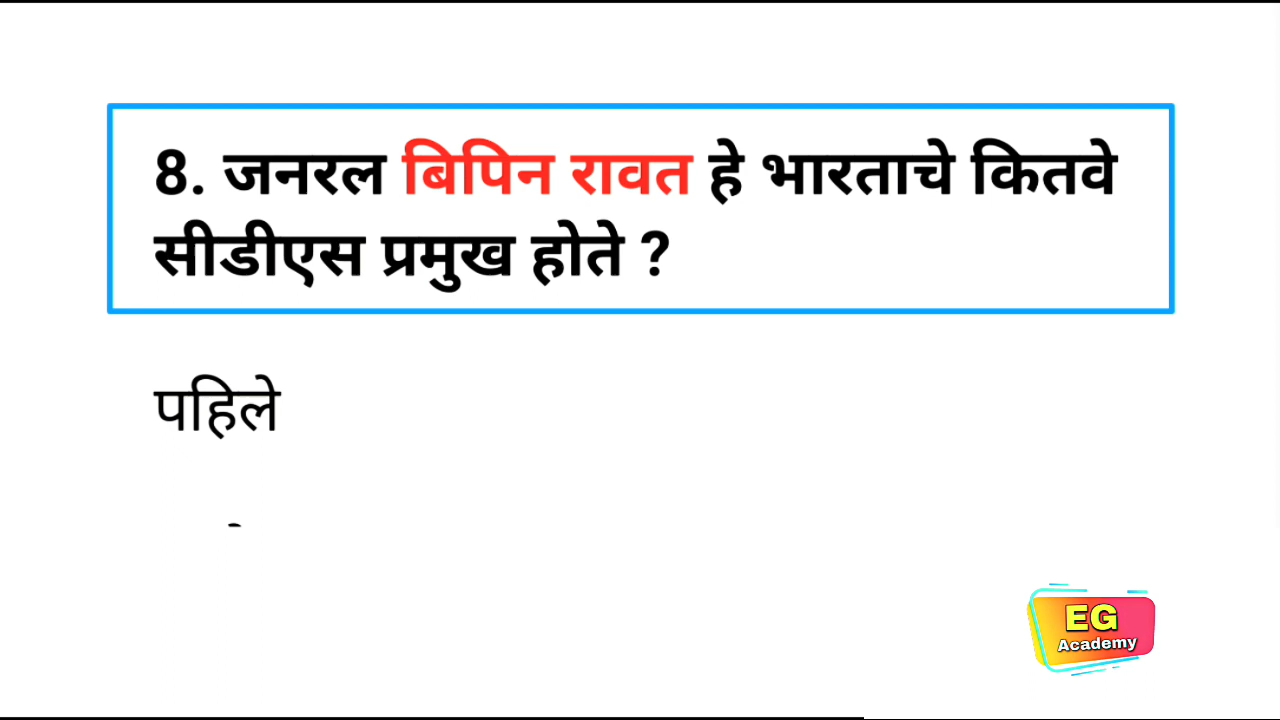 8. जनरल बिपिन रावत हे भारताचे कितवे
सीडीएस प्रमुख होते ?
पहिले
EG
Academy